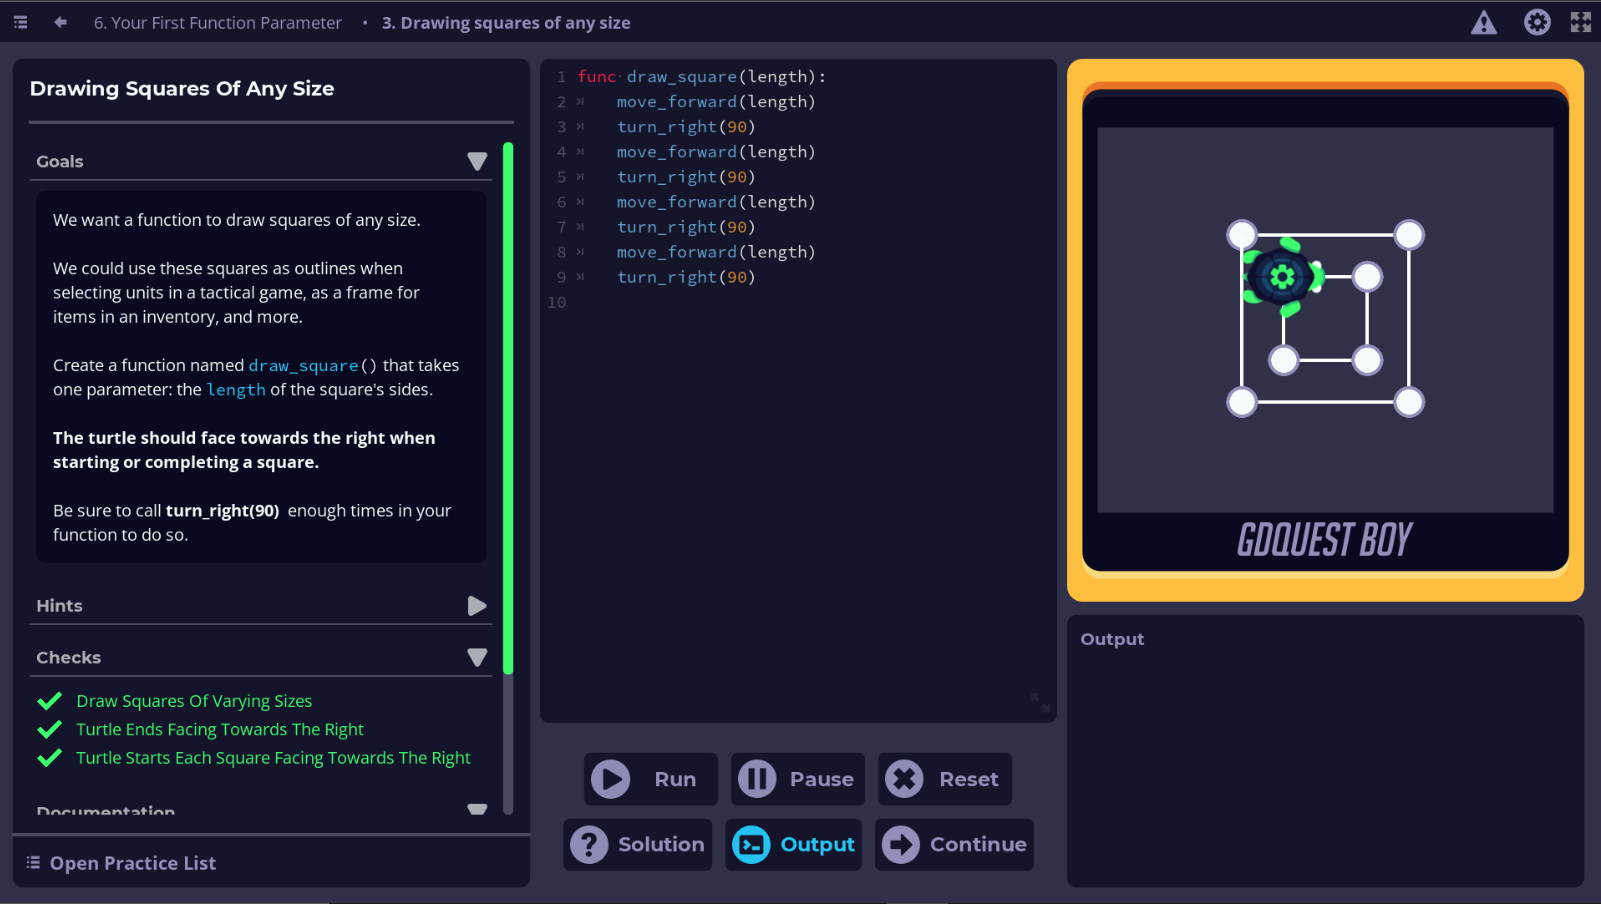 6. Your First Function Parameter • 3. Drawing squares of any size
Drawing Squares Of Any Size
Goals
We want a function to draw squares of any size.
We could use these squares as outlines when
selecting units in a tactical game, as a frame for
items in an inventory, and more.
Create a function named draw_square() that takes
one parameter: the length of the square's sides.
The turtle should face towards the right when
starting or completing a square.
Be sure to call turn_right(90) enough times in your
function to do so.
Hints
Checks
Draw Squares Of Varying Sizes
Turtle Ends Facing Towards The Right
Turtle Starts Each Square Facing Towards The Right
Documentation
Open Practice List
1 func draw_square(length):
2 move_forward(length)
3 turn_right(90)
4 move_forward(length)
5 turn_right(90)
6 move_forward(length)
7 turn_right(90)
8 move_forward(length)
9 turn_right(90)
10
Run Pause Reset
? Solution Output Continue
GDQUEST BOY
Output